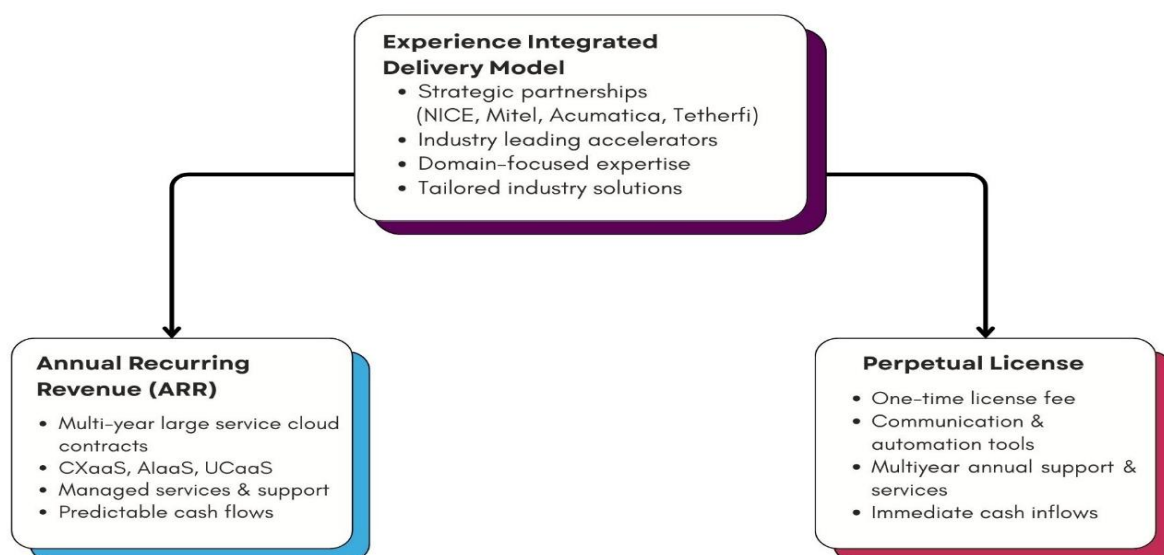 Experience Integrated
Delivery Model
• Strategic partnerships
(NICE, Mitel, Acumatica, Tetherfi)
• Industry leading accelerators
• Domain-focused expertise
• Tailored industry solutions
Annual Recurring
Revenue (ARR)
• Multi-year large service cloud
contracts
• CXaaS, AIaaS, UCaaS
• Managed services & support
• Predictable cash flows
Perpetual License
• One-time license fee
• Communication &
automation tools
• Multiyear annual support &
services
• Immediate cash inflows